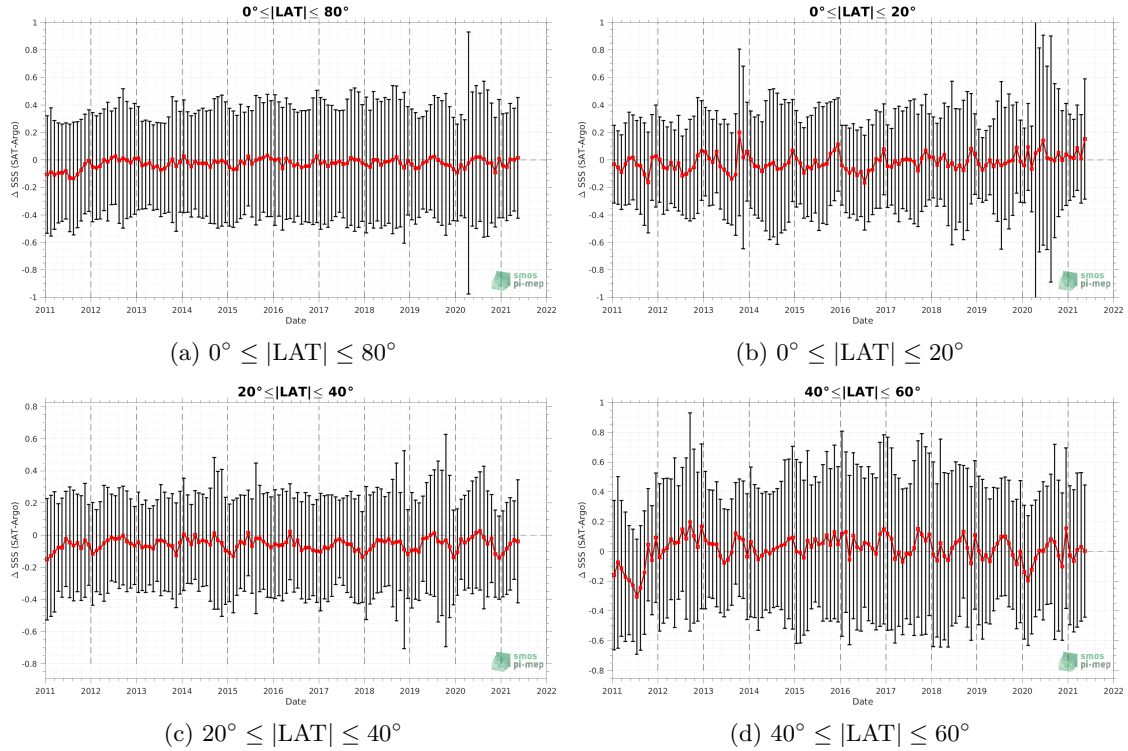 0°≤|LAT|≤ 80°
1
0.8
0.6
0.4
0.2
0
-0.2
-0.4
-0.6
-0.8
-1
Δ SSS (SAT-Argo)
2011 2012 2013 2014 2015 2016 2017 2018 2019 2020 2021 2022
Date
smos
pi-mep
(a) 0° ≤ |LAT| ≤ 80°
0°≤|LAT|≤ 20°
1
0.8
0.6
0.4
0.2
0
-0.2
-0.4
-0.6
-0.8
-1
Δ SSS (SAT-Argo)
2011 2012 2013 2014 2015 2016 2017 2018 2019 2020 2021 2022
Date
smos
pi-mep
(b) 0° ≤ |LAT| ≤ 20°
20°≤|LAT|≤ 40°
0.8
0.6
0.4
0.2
0
-0.2
-0.4
-0.6
-0.8
Δ SSS (SAT-Argo)
2011 2012 2013 2014 2015 2016 2017 2018 2019 2020 2021 2022
Date
smos
pi-mep
(c) 20° ≤ |LAT| ≤ 40°
40°≤|LAT|≤ 60°
1
0.8
0.6
0.4
0.2
0
-0.2
-0.4
-0.6
-0.8
Δ SSS (SAT-Argo)
2011 2012 2013 2014 2015 2016 2017 2018 2019 2020 2021 2022
Date
smos
pi-mep
(d) 40° ≤ |LAT| ≤ 60°